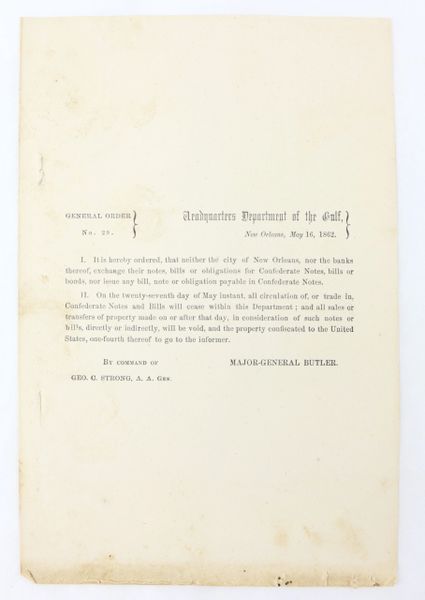 GENERAL ORDER
No. 29.
Headquarters Department of the Gulf,
New Orleans, May 16, 1862.
I. It is hereby ordered, that neither the city of New Orleans, nor the banks
thereof, exchange their notes, bills or obligations for Confederate Notes, bills or
bonds, nor issue any bill, note or obligation payable in Confederate Notes.
II. On the twenty-seventh day of May instant, all circulation of, or trade in,
Confederate Notes and Bills will cease within this Department; and all sales or
transfers of property made on or after that day, in consideration of such notes or
bills, directly or indirectly, will be void, and the property confiscated to the United
States, one-fourth thereof to go to the informer.
By command of
MAJOR-GENERAL BUTLER.
GEO. C. STRONG, A. A. Gen.